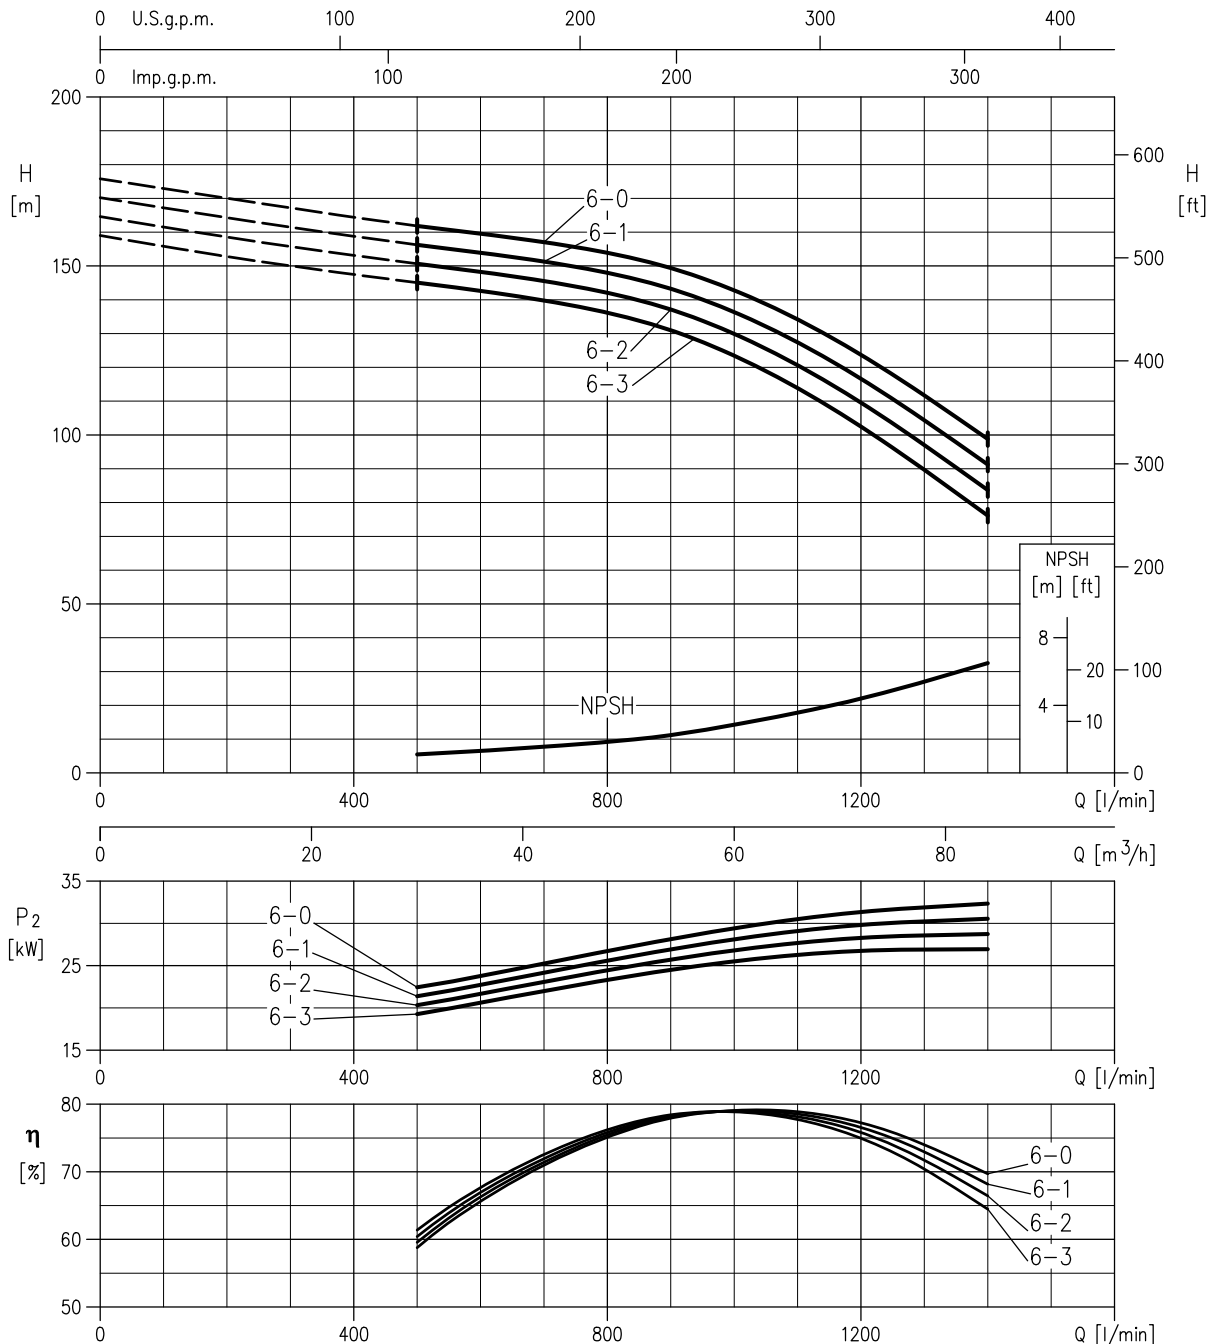 0 U.S.g.p.m. 100 200 300 400
0 Imp.g.p.m. 100 200 300
200
H
[m]
150
100
50
0
600
H
[ft]
500
400
300
200
100
0
6-0
6-1
6-2
6-3
NPSH
NPSH
[m] [ft]
8
20
4
10
0 400 800 1200 Q [l/min]
0 20 40 60 80 Q [m³/h]
35
P₂
[kW]
25
15
6-0
6-1
6-2
6-3
0 400 800 1200 Q [l/min]
80
η
[%]
70
60
50
6-0
6-1
6-2
6-3
0 400 800 1200 Q [l/min]